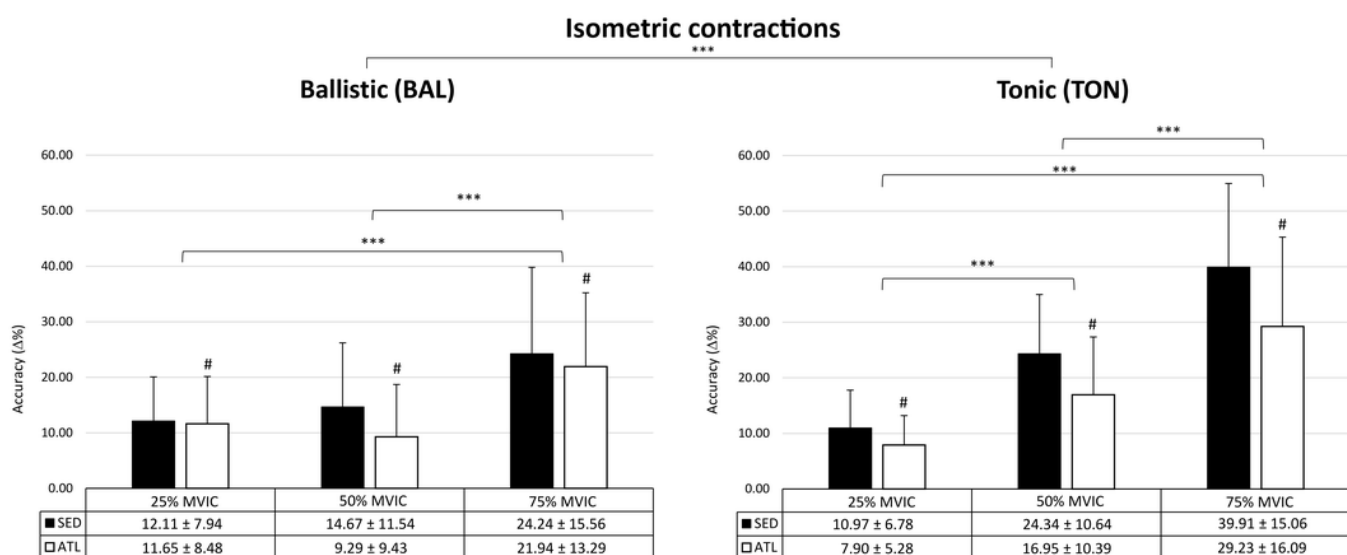 Isometric contractions
***
Ballistic (BAL)
Accuracy (Δ%)
60.00
50.00
40.00
30.00
20.00
10.00
0.00
***
***
#
#
#
25% MVIC 50% MVIC 75% MVIC
SED 12.11 ± 7.94 14.67 ± 11.54 24.24 ± 15.56
ATL 11.65 ± 8.48 9.29 ± 9.43 21.94 ± 13.29
Tonic (TON)
Accuracy (Δ%)
60.00
50.00
40.00
30.00
20.00
10.00
0.00
***
***
***
#
#
#
25% MVIC 50% MVIC 75% MVIC
SED 10.97 ± 6.78 24.34 ± 10.64 39.91 ± 15.06
ATL 7.90 ± 5.28 16.95 ± 10.39 29.23 ± 16.09